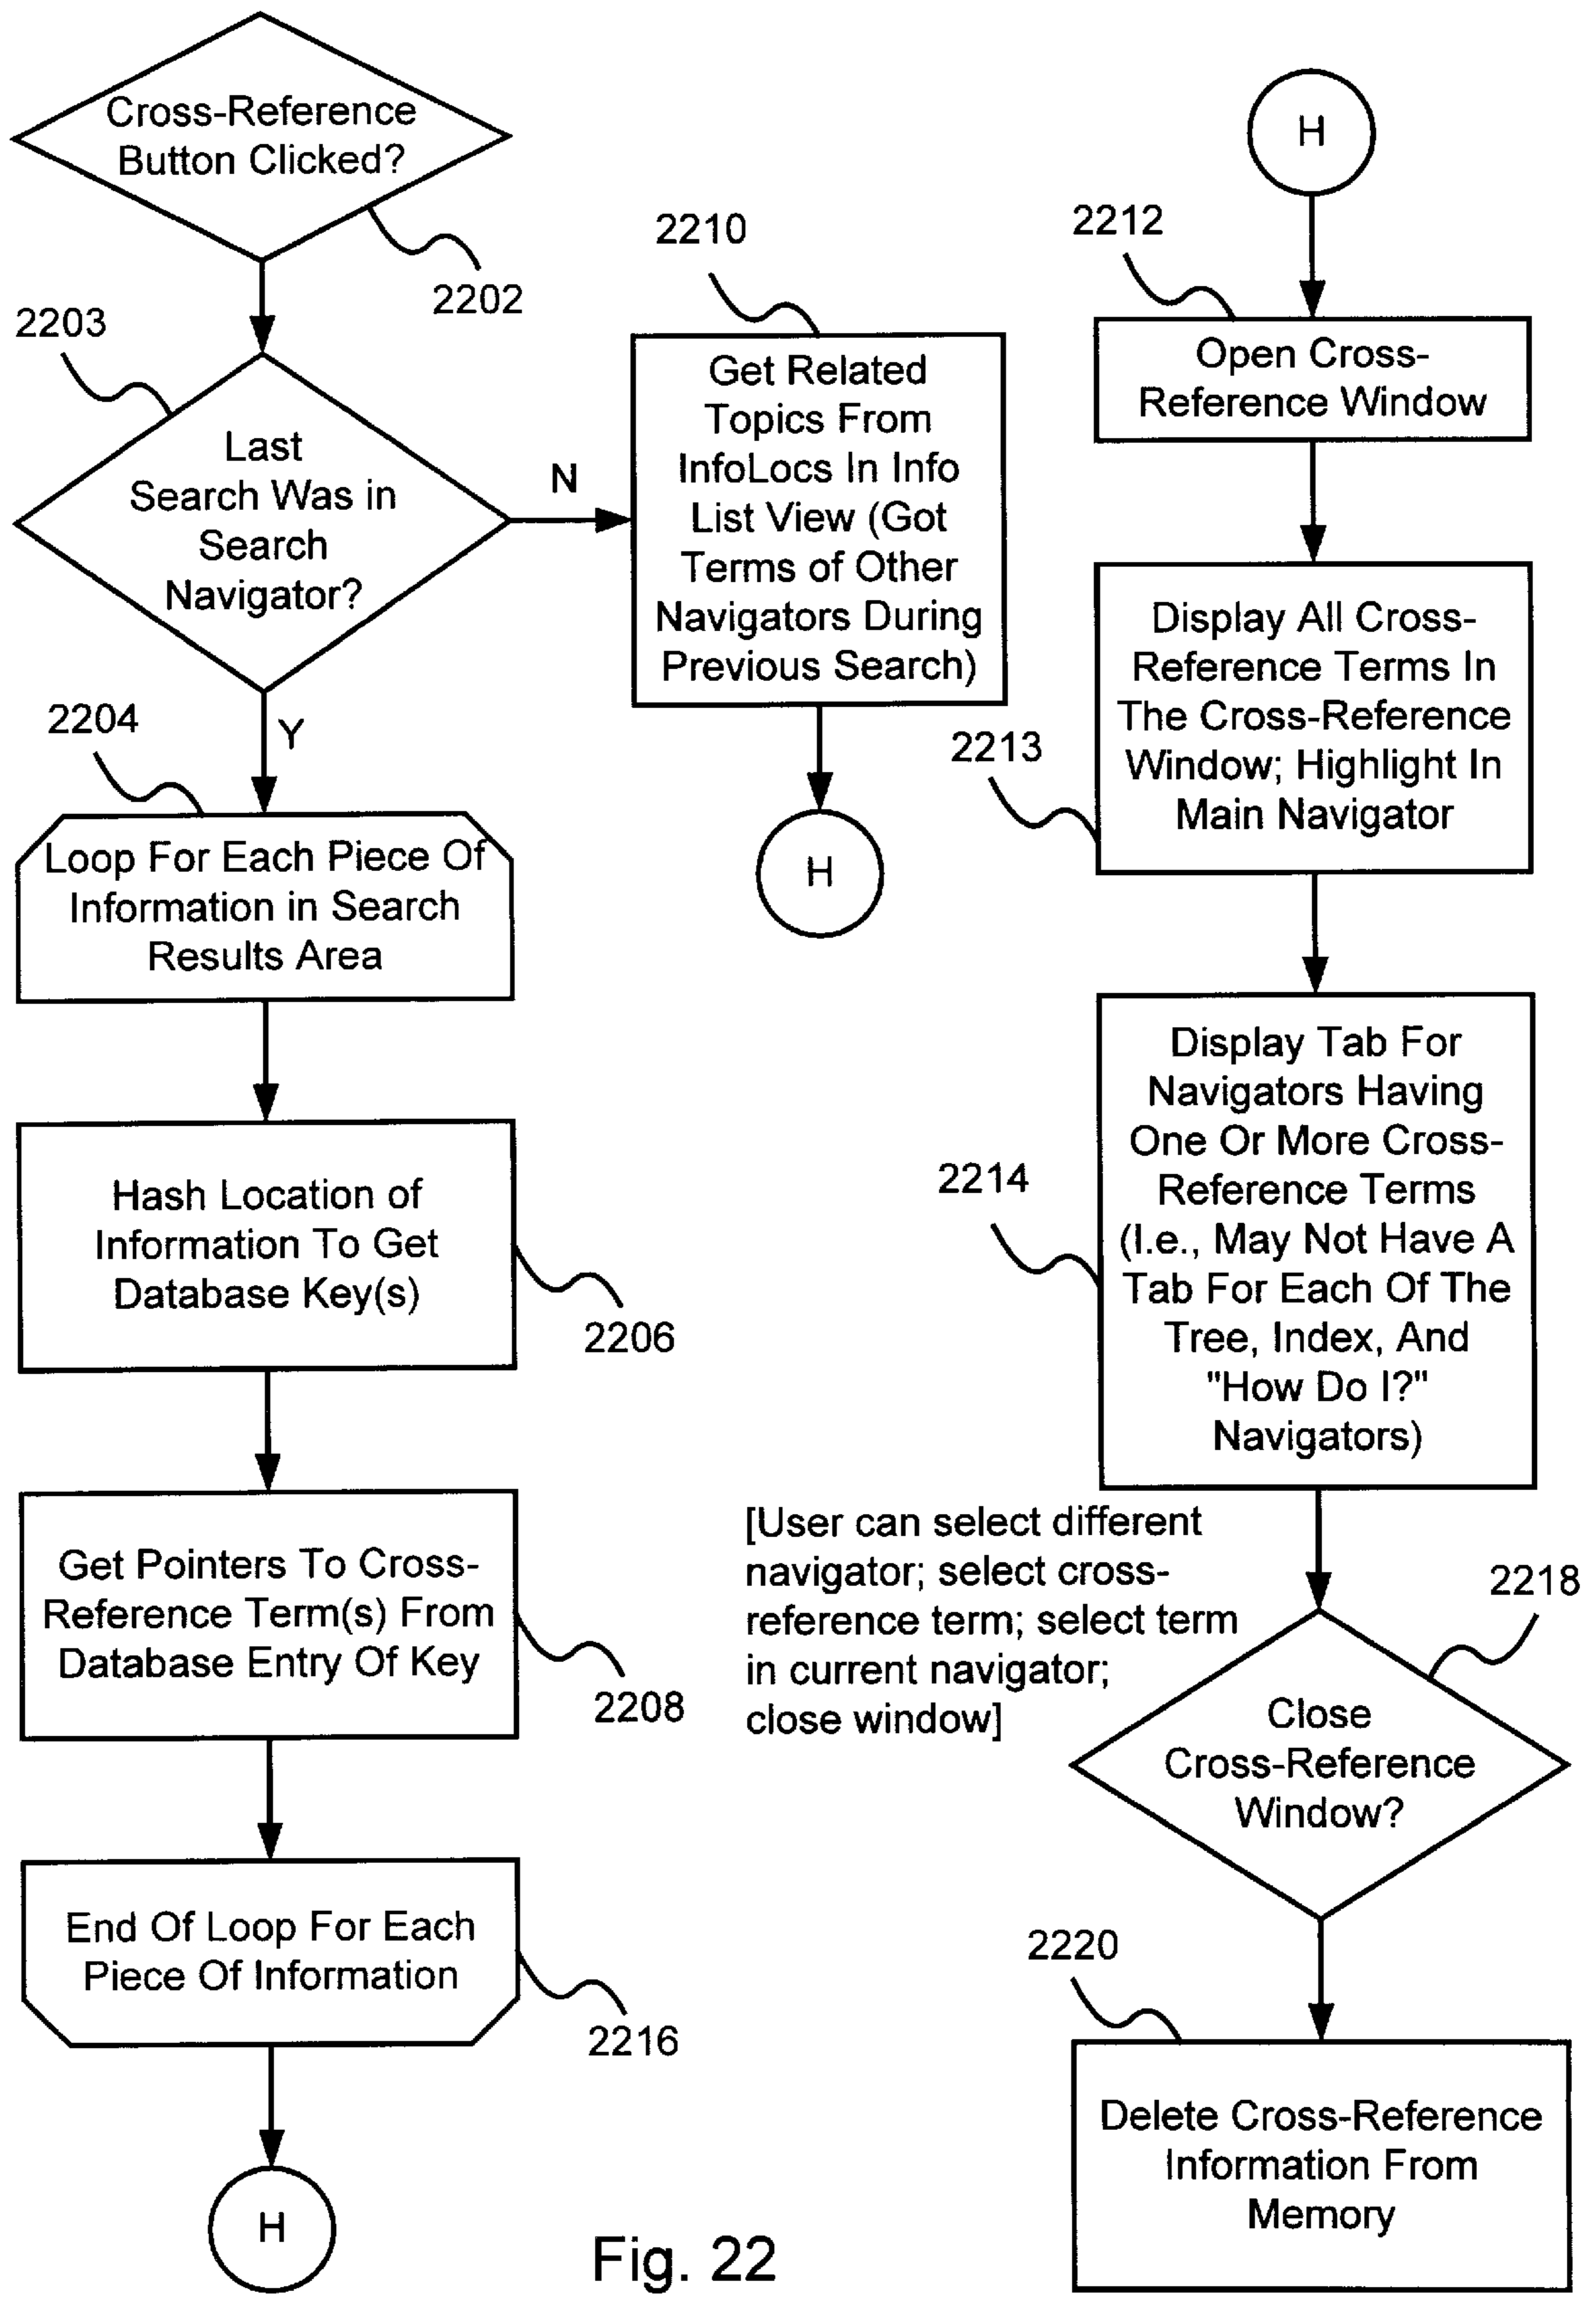 Cross-Reference
Button Clicked?
2202
2203
Last
Search Was in
Search
Navigator?
N
Y
2204
Loop For Each Piece Of
Information in Search
Results Area
Hash Location of
Information To Get
Database Key(s)
2206
Get Pointers To Cross-
Reference Term(s) From
Database Entry Of Key
2208
End Of Loop For Each
Piece Of Information
2216
H
2210
Get Related
Topics From
InfoLocs In Info
List View (Got
Terms of Other
Navigators During
Previous Search)
H
H
2212
Open Cross-
Reference Window
Display All Cross-
Reference Terms In
The Cross-Reference
Window; Highlight In
Main Navigator
2213
Display Tab For
Navigators Having
One Or More Cross-
Reference Terms
(I.e., May Not Have A
Tab For Each Of The
Tree, Index, And
"How Do I?"
Navigators)
2214
[User can select different
navigator; select cross-
reference term; select term
in current navigator;
close window]
2218
Close
Cross-Reference
Window?
2220
Delete Cross-Reference
Information From
Memory
Fig. 22